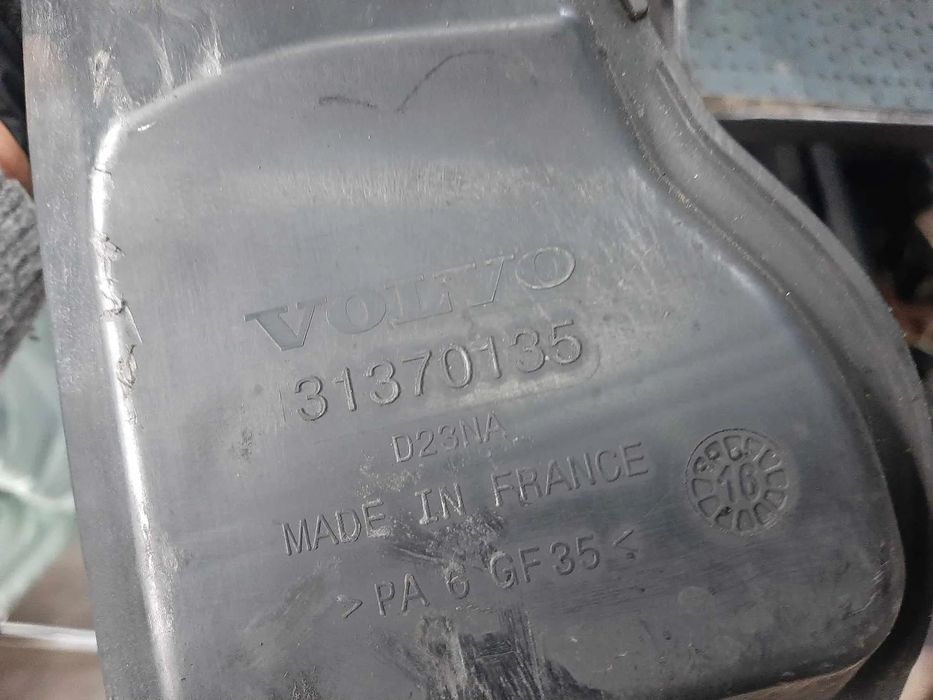 VOLVO
31370135
D23NA
MADE IN FRANCE
16
>PA 6 GF35<